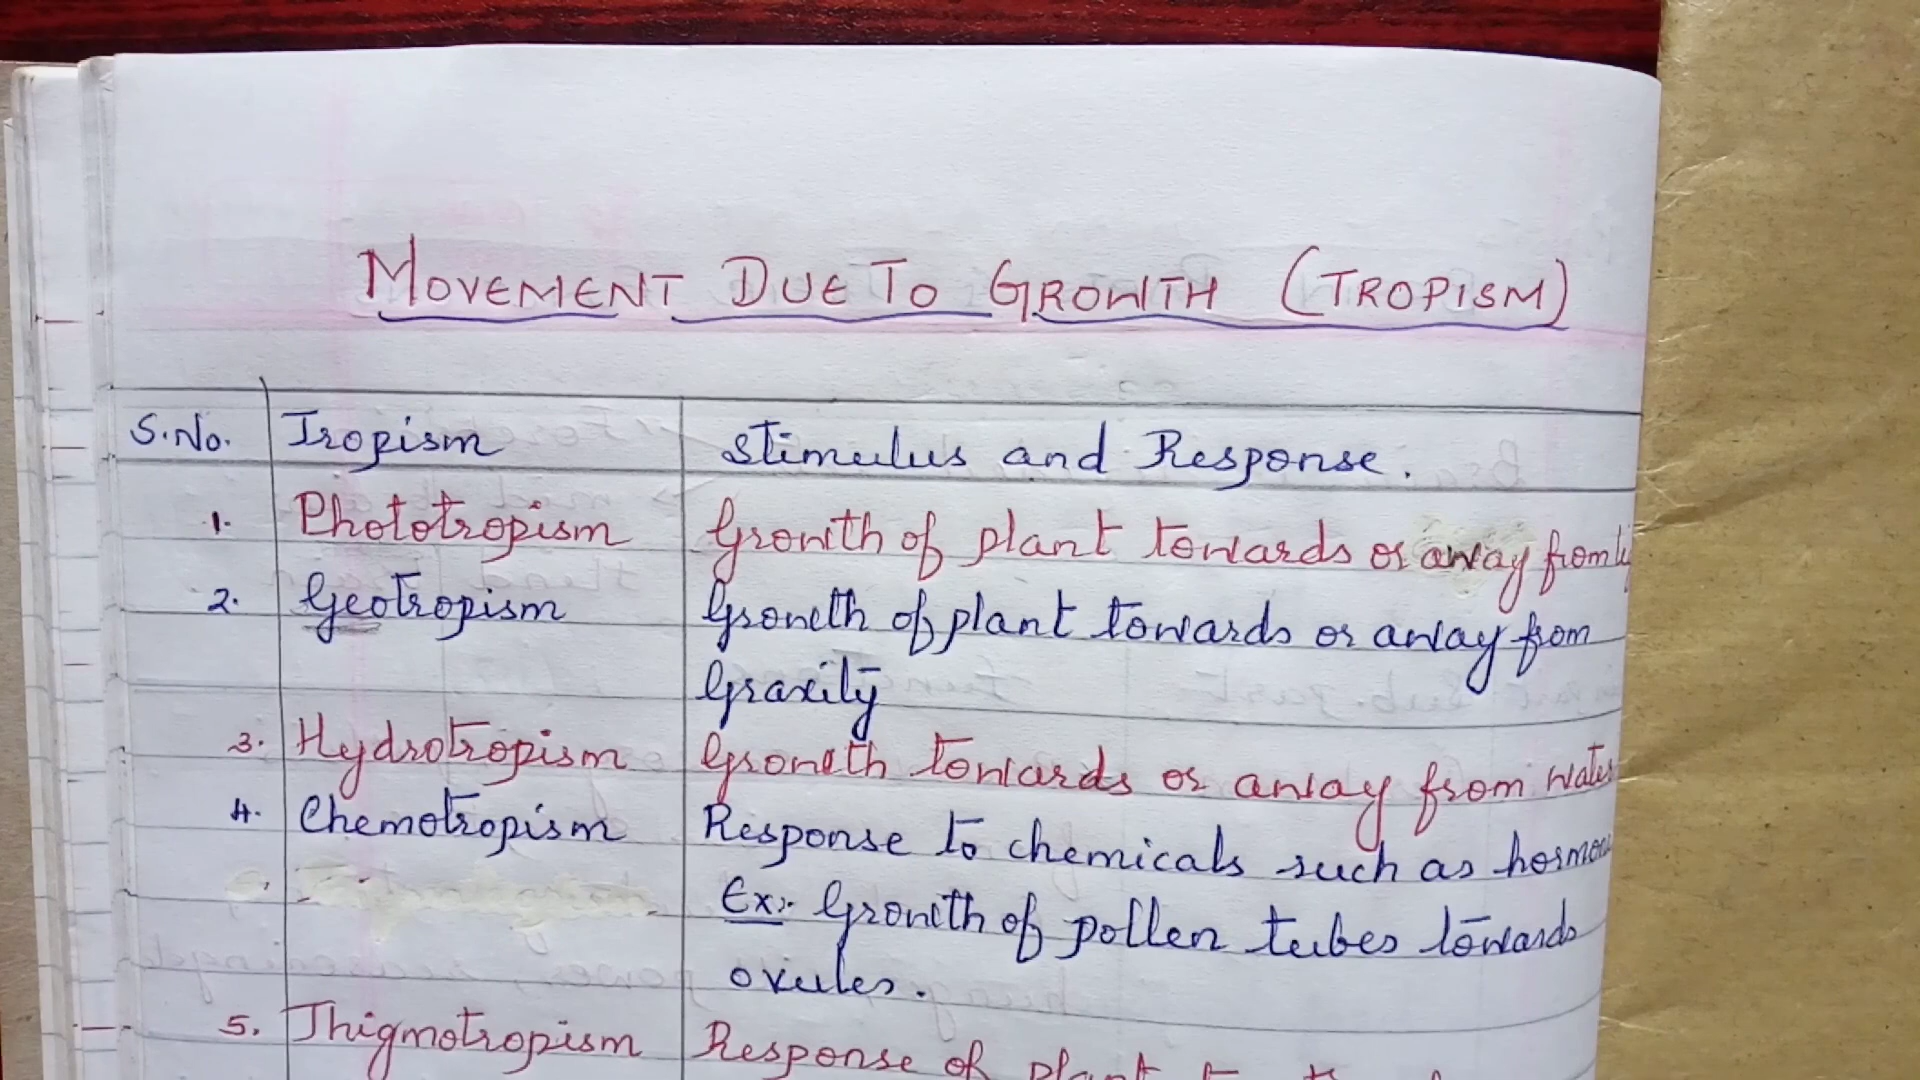 MOVEMENT DUE TO GROWTH (TROPISM)
S.No. Tropism Stimulus and Response.
1. Phototropism Growth of plant towards or away from
2. Geotropism Growth of plant towards or away from
Gravity
3. Hydrotropism Growth towards or away from water
4. Chemotropism Response to chemicals such as
Ex:- Growth of pollen tubes towards
ovules.
5. Thigmotropism Response of plant to